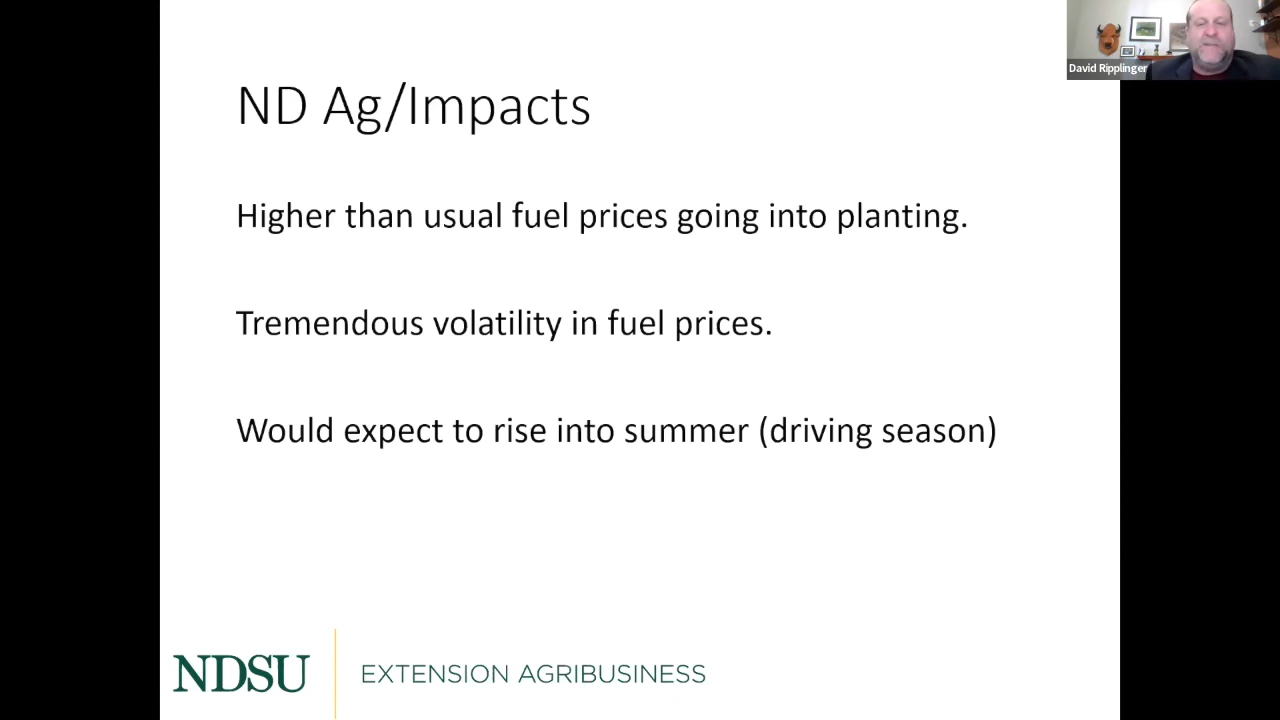 David Ripplinger
ND Ag/Impacts
Higher than usual fuel prices going into planting.
Tremendous volatility in fuel prices.
Would expect to rise into summer (driving season)
NDSU
EXTENSION AGRIBUSINESS